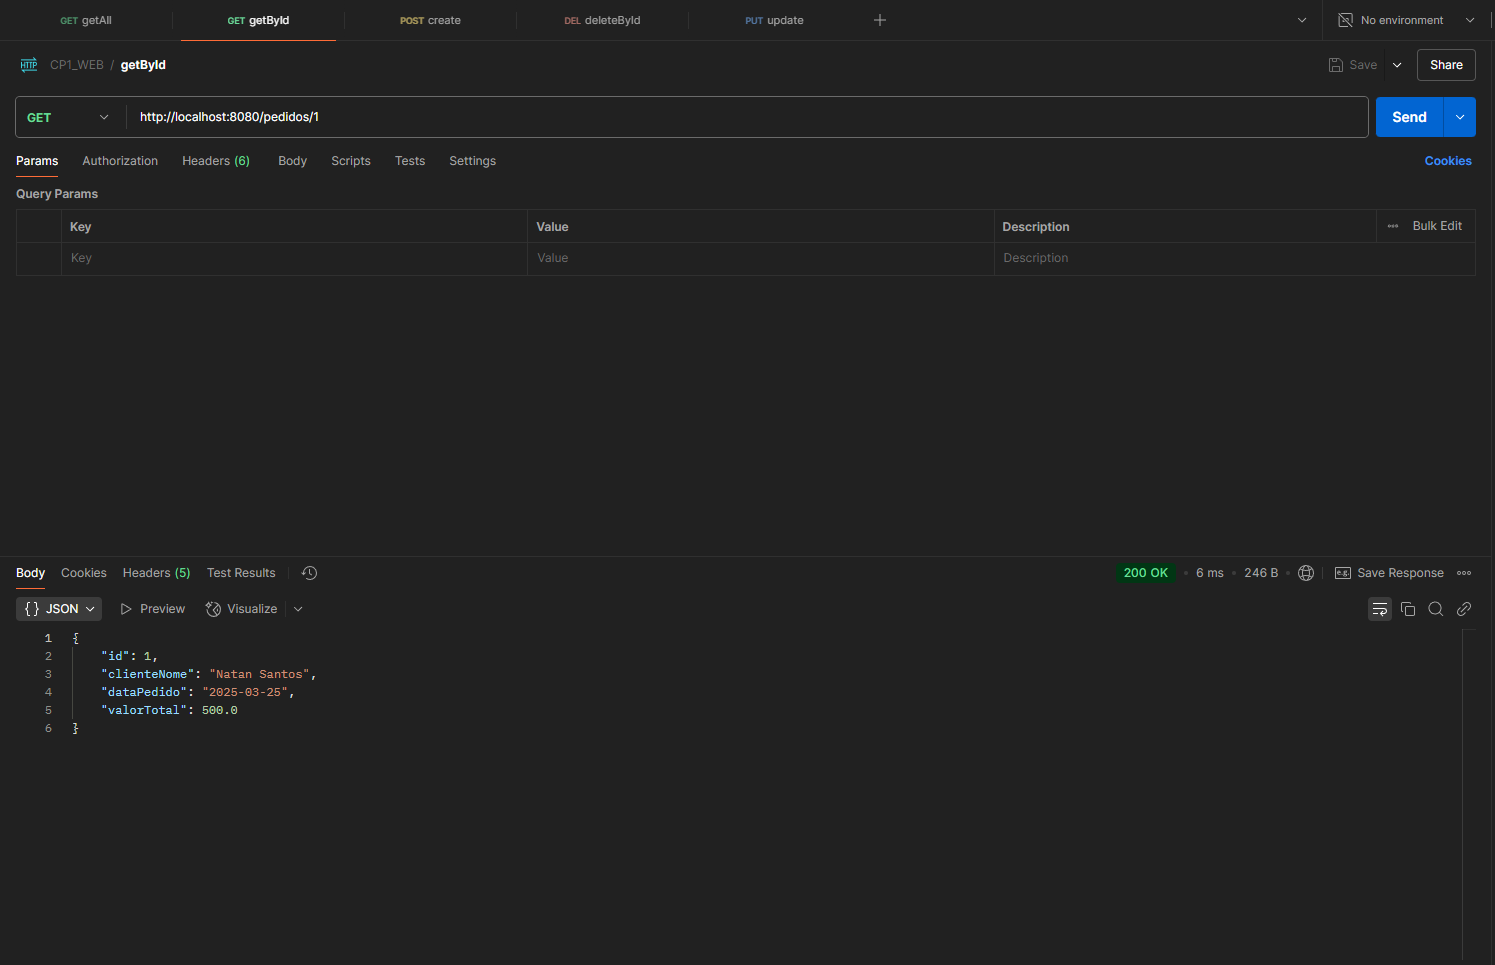 GET getAll GET getById POST create DEL deleteById PUT update No environment
HTTP CP1_WEB / getById Save Share
GET http://localhost:8080/pedidos/1 Send
Params Authorization Headers (6) Body Scripts Tests Settings Cookies
Query Params
Key Value Description Bulk Edit
Key Value Description
Body Cookies Headers (5) Test Results 200 OK 6 ms 246 B e.g. Save Response
{} JSON Preview Visualize
1 {
2 "id": 1,
3 "clienteNome": "Natan Santos",
4 "dataPedido": "2025-03-25",
5 "valorTotal": 500.0
6 }